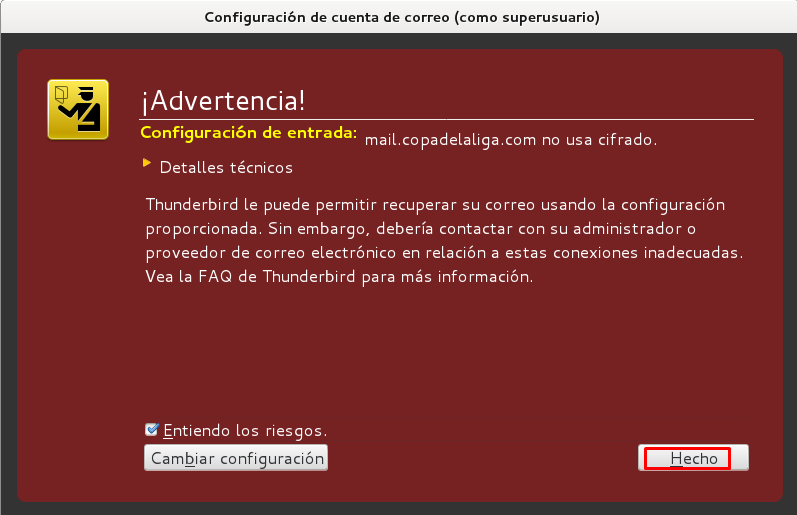 Configuración de cuenta de correo (como superusuario)
¡Advertencia!
Configuración de entrada: mail.copadelaliga.com no usa cifrado.
Detalles técnicos
Thunderbird le puede permitir recuperar su correo usando la configuración
proporcionada. Sin embargo, debería contactar con su administrador o
proveedor de correo electrónico en relación a estas conexiones inadecuadas.
Vea la FAQ de Thunderbird para más información.
Entiendo los riesgos.
Cambiar configuración
Hecho